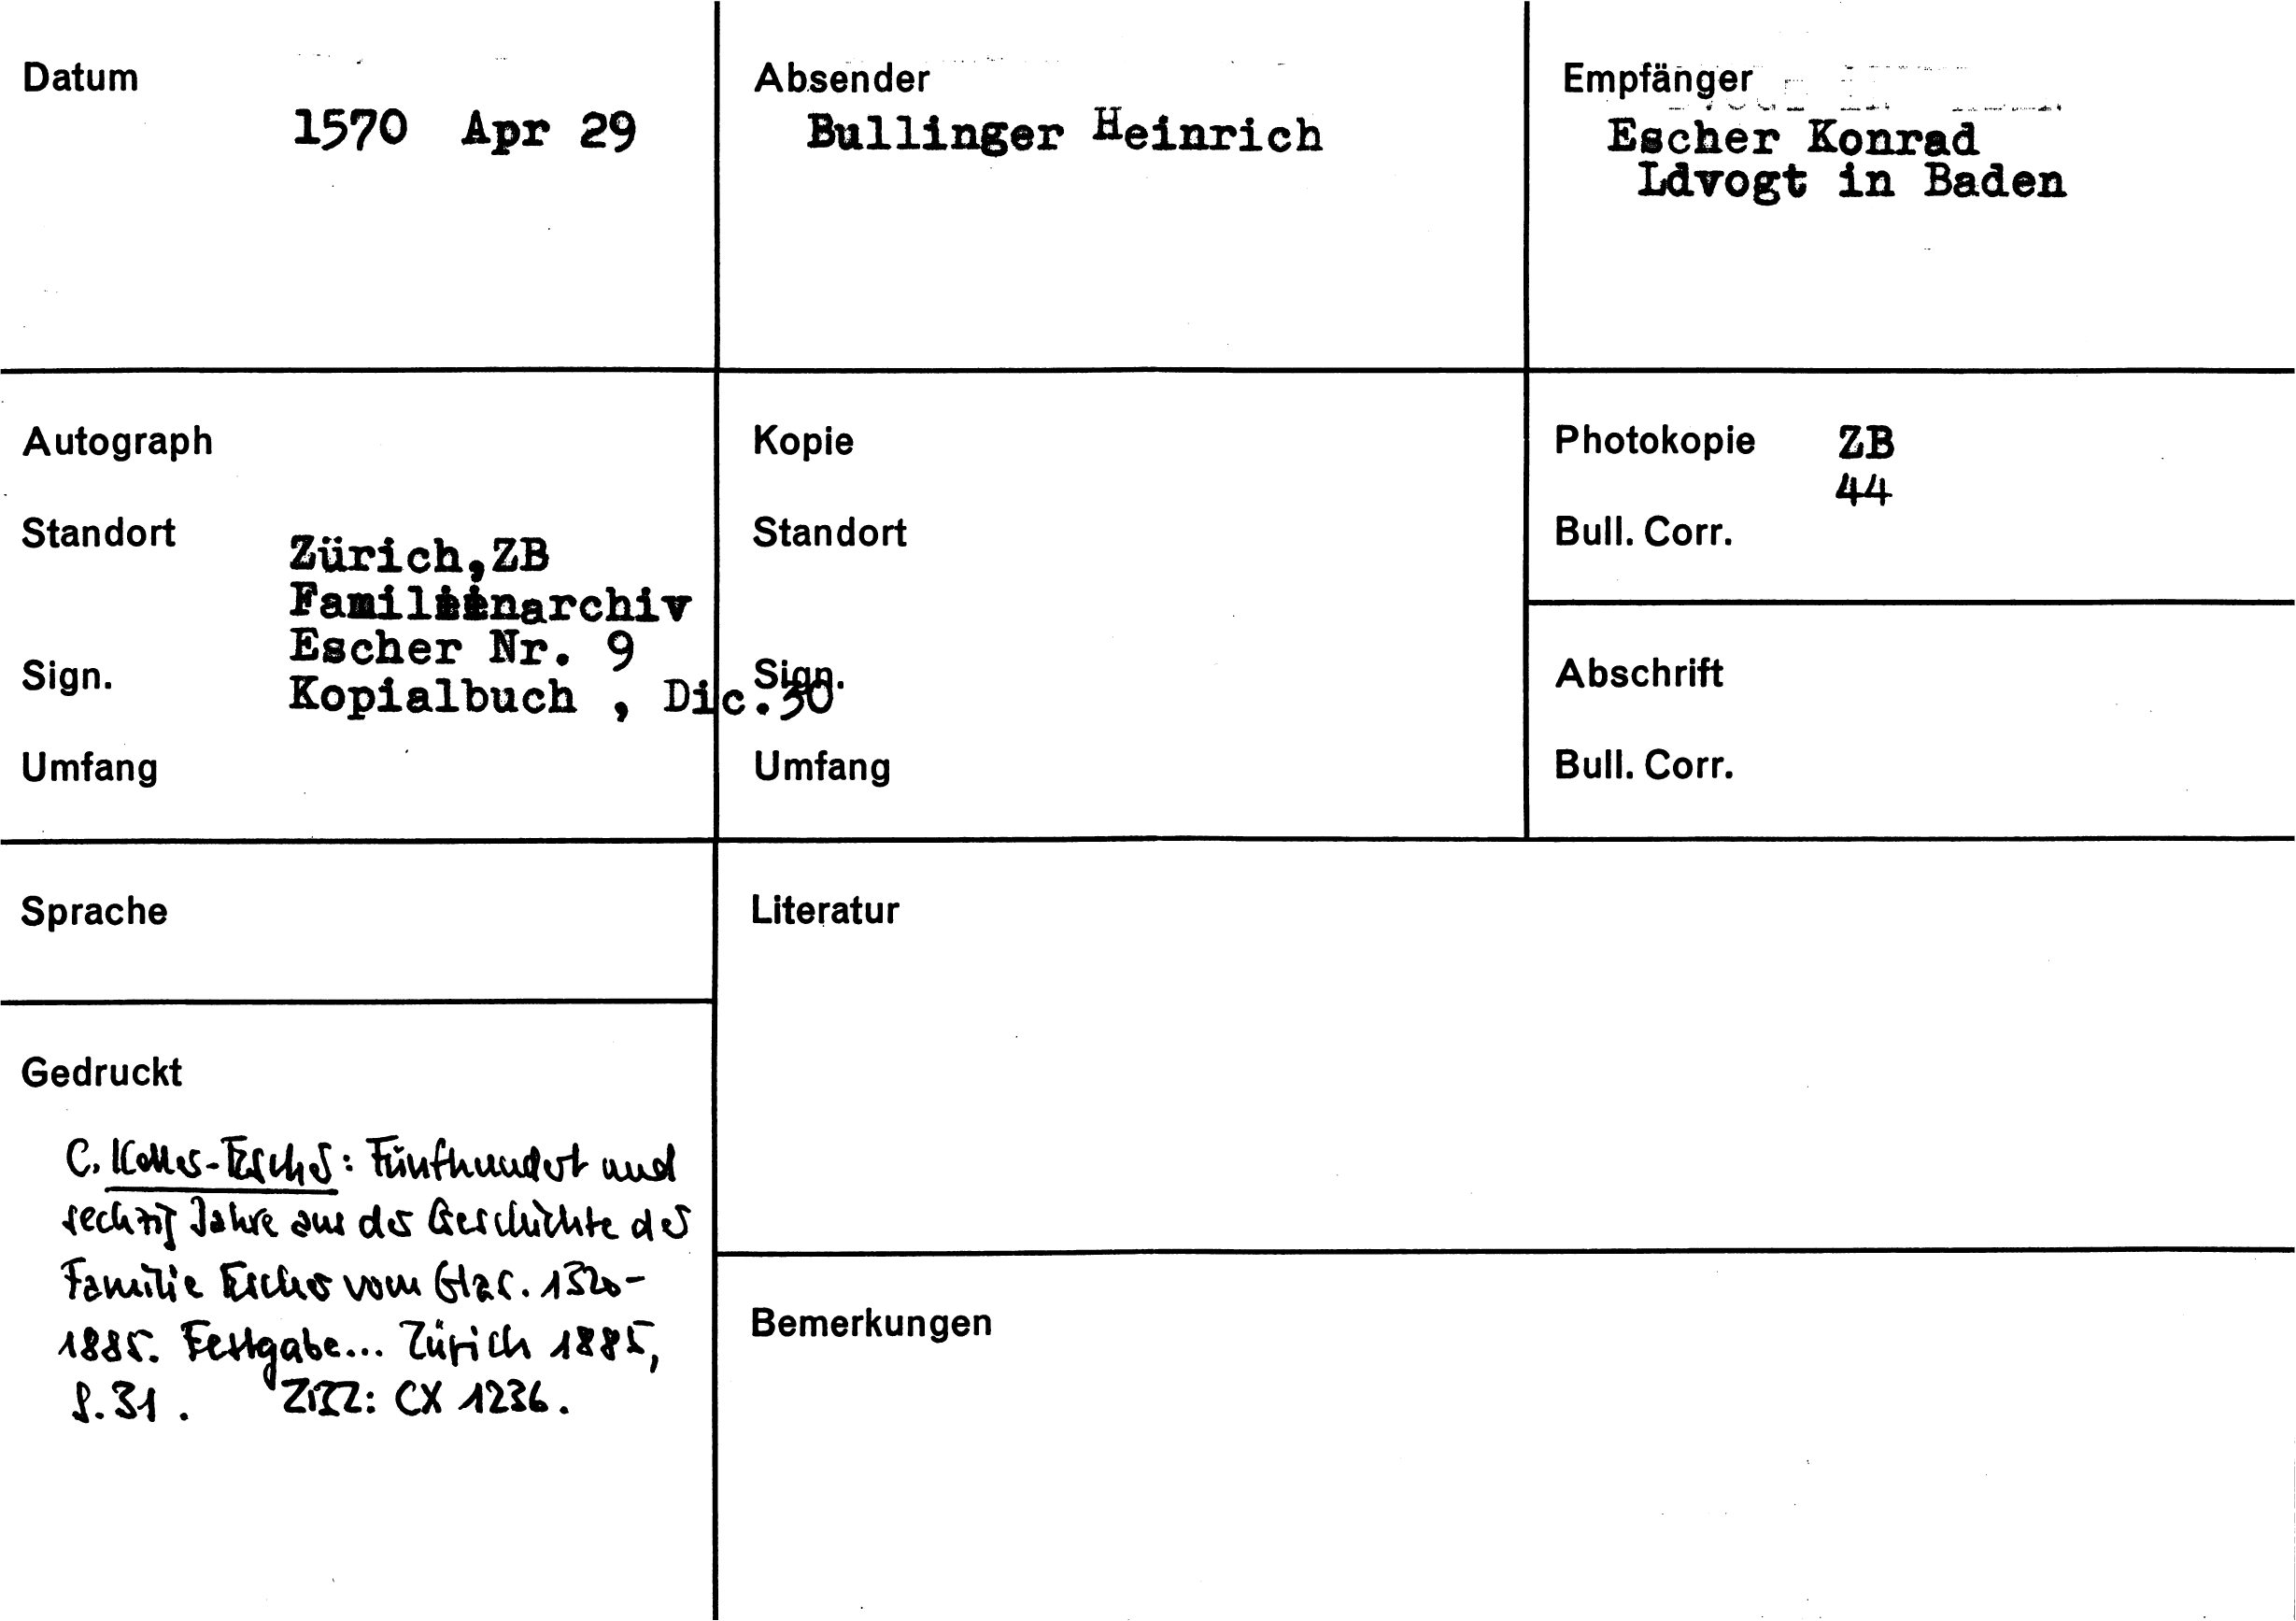 Datum
1570 Apr 29
Absender
Bullinger Heinrich
Empfänger
Escher Konrad
Ldvogt in Baden
Autograph
Standort
Zürich,ZB
Familienarchiv
Escher Nr. 9
Sign.
Kopialbuch , Dic.30
Umfang
Kopie
Standort
Sign.
Umfang
Photokopie ZB
44
Bull. Corr.
Abschrift
Bull. Corr.
Sprache
Literatur
Gedruckt
C. Keller-Escher: Fünfhundert und
sechzig Jahre aus der Geschichte der
Familie Escher vom Glas. 1320-
1885. Festgabe... Zürich 1885,
S. 31. ZBZ: CX 1236.
Bemerkungen